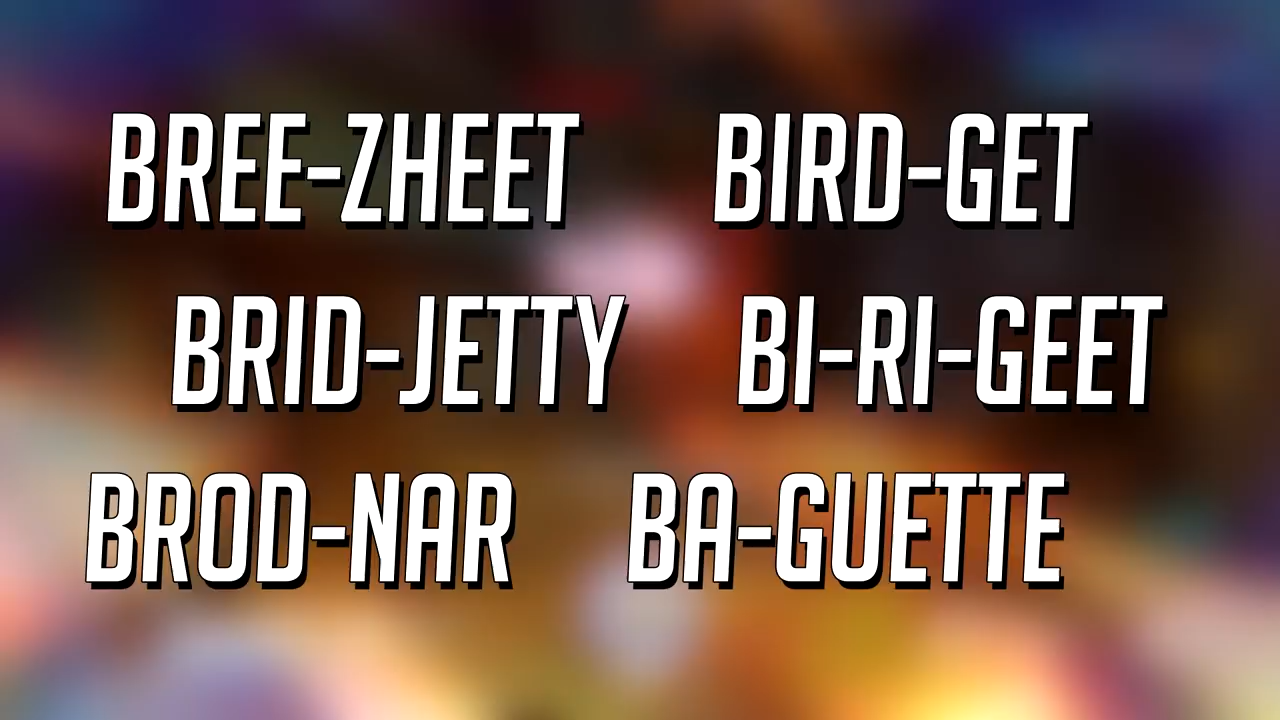 BREE-ZHEET BIRD-GET
BRID-JETTY BI-RI-GEET
BROD-NAR BA-GUETTE